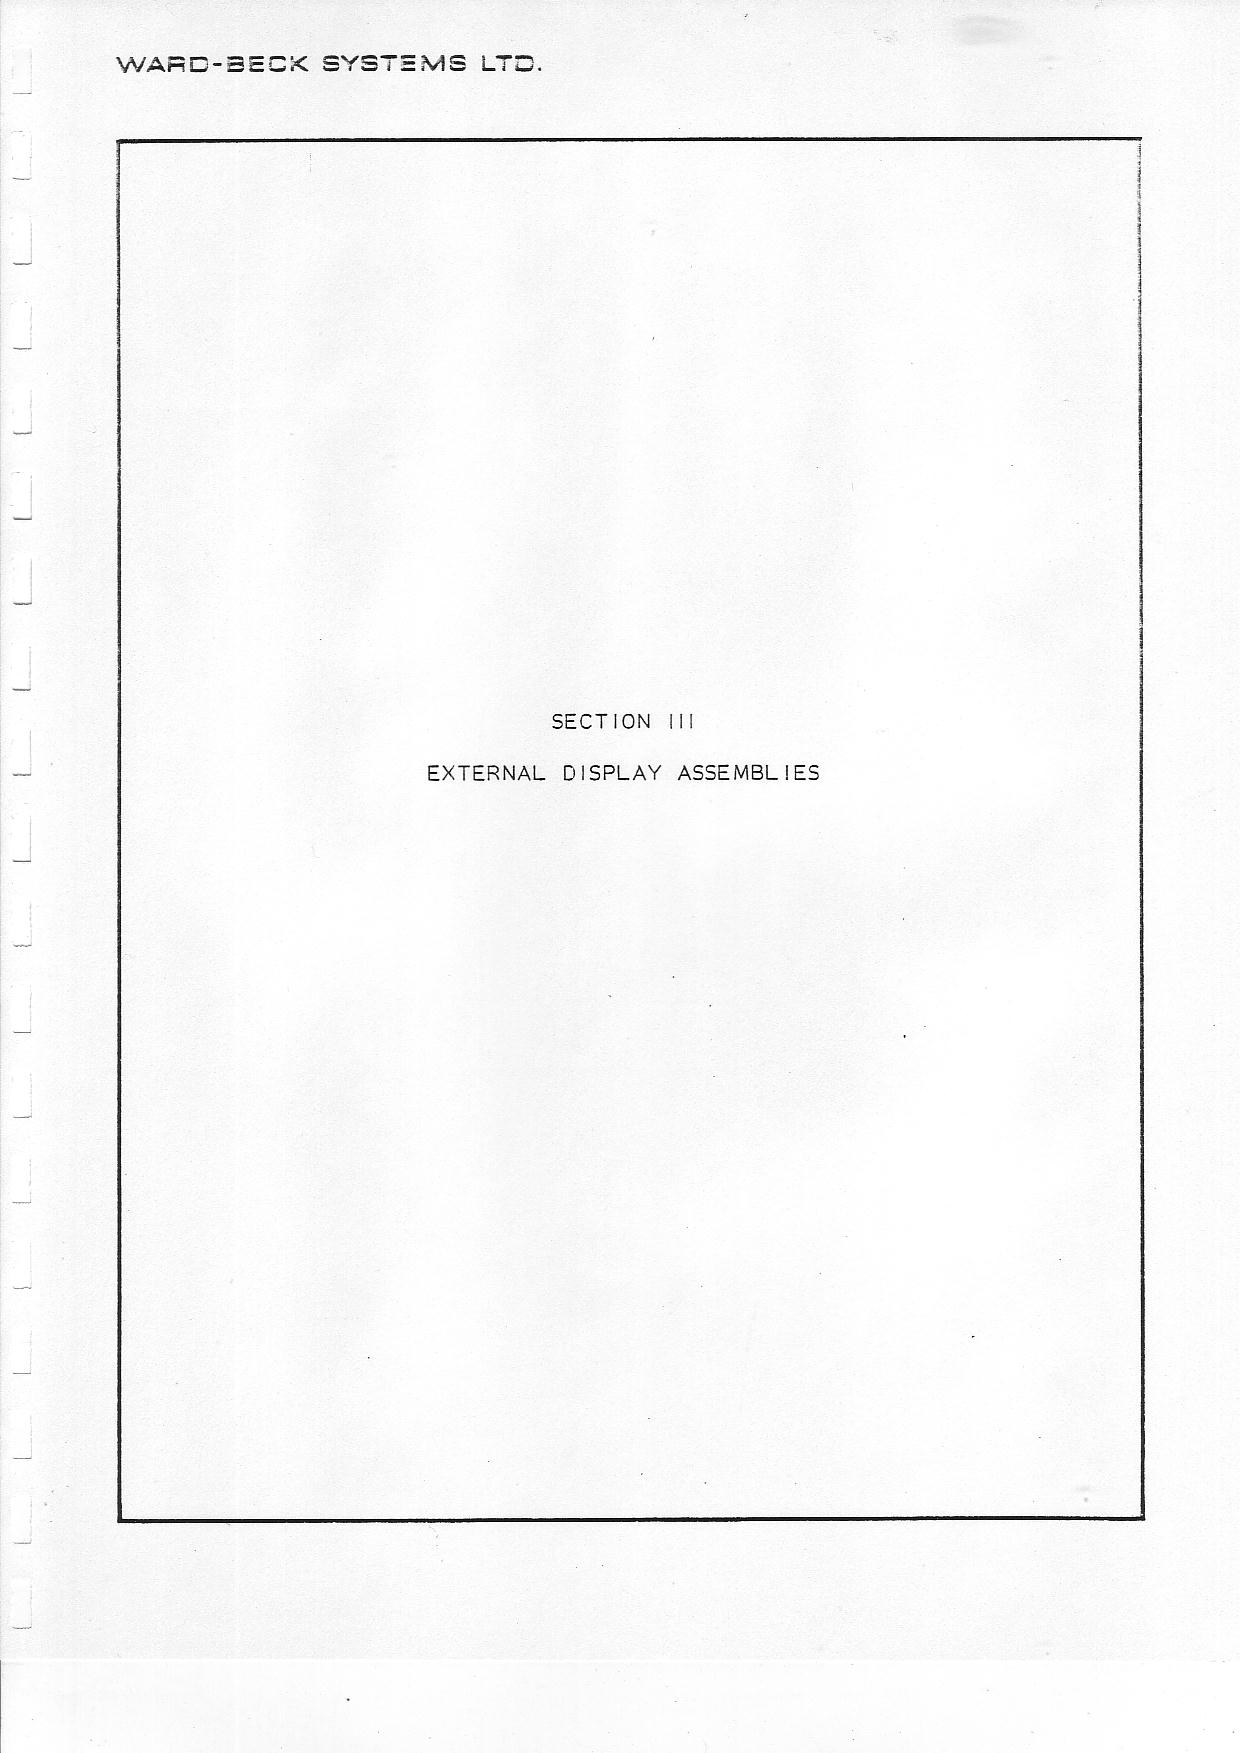 WARD-BECK SYSTEMS LTD.
SECTION III
EXTERNAL DISPLAY ASSEMBLIES